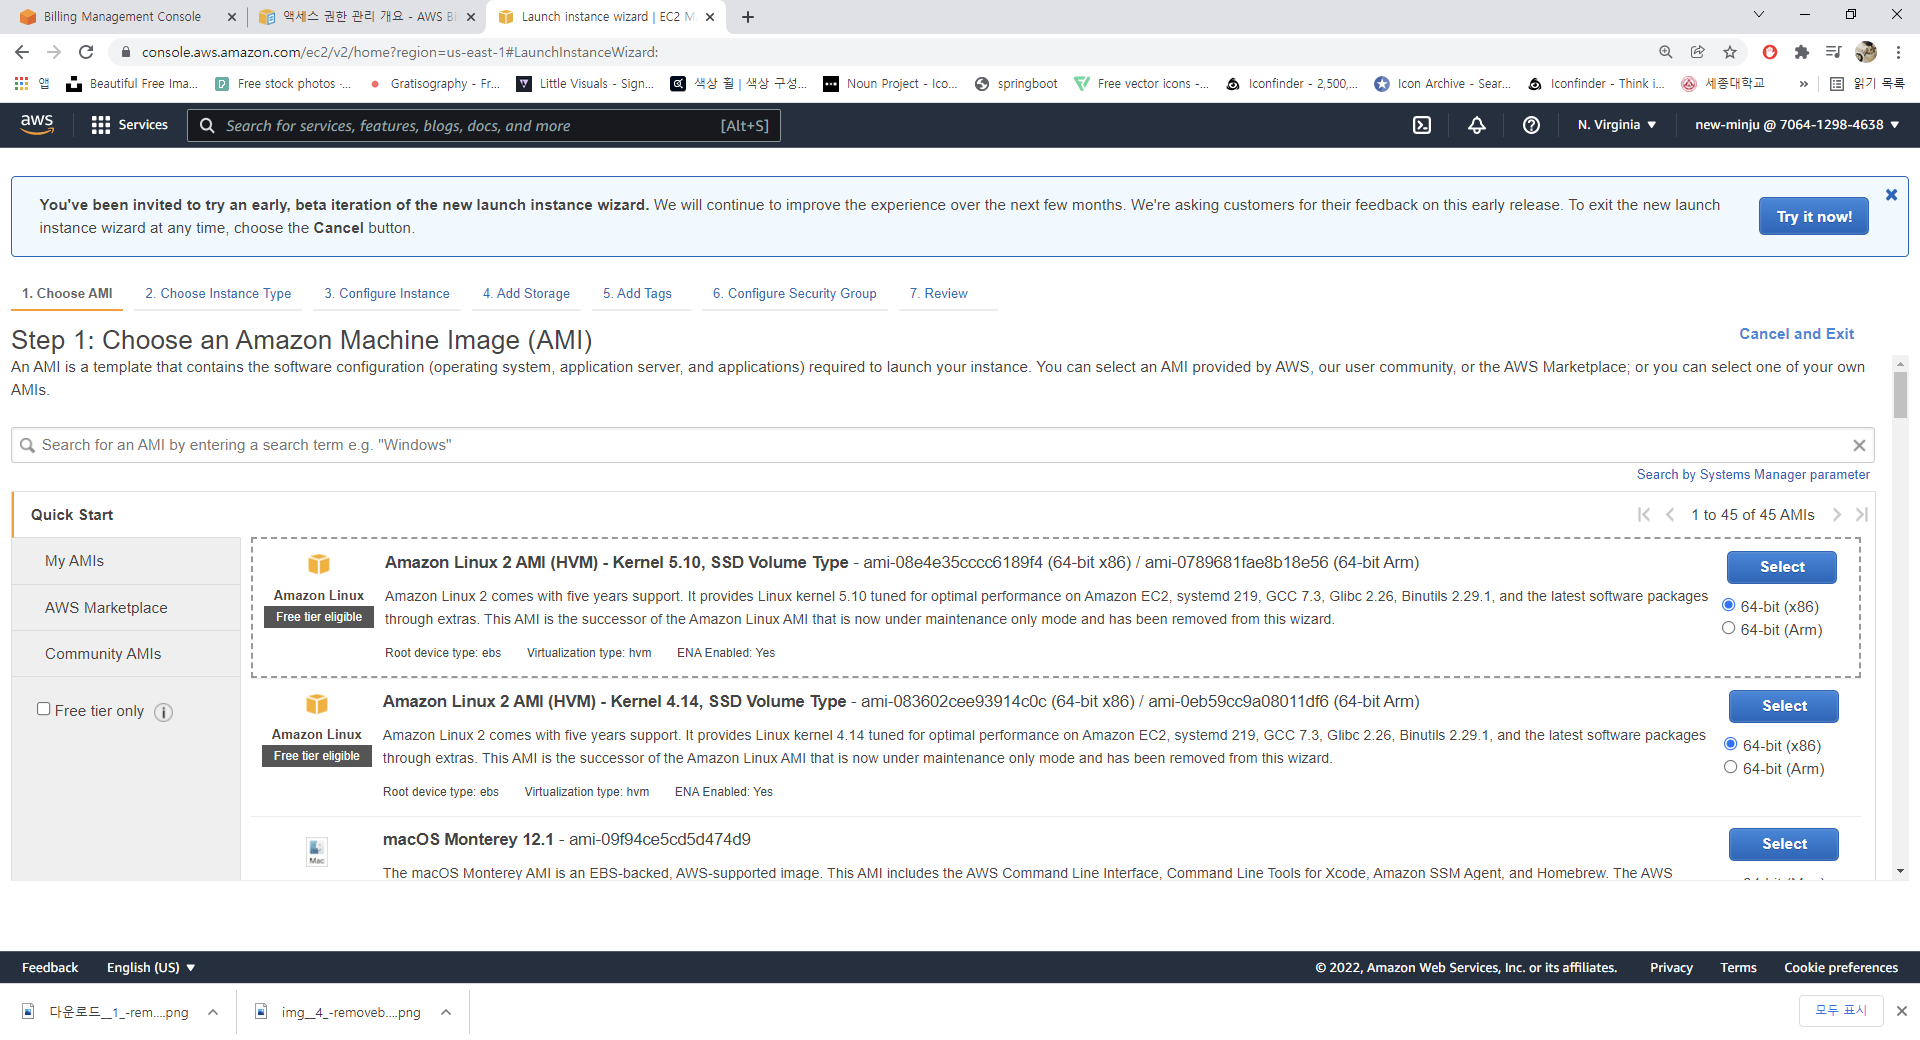 Billing Management Console
액세스 권한 관리 개요 - AWS Bi
Launch instance wizard | EC2 M
console.aws.amazon.com/ec2/v2/home?region=us-east-1#LaunchInstanceWizard:
앱
Beautiful Free Ima...
Free stock photos ·...
Gratisography - Fr...
Little Visuals - Sign...
색상 휠 | 색상 구성...
Noun Project - Ico...
springboot
Free vector icons -...
Iconfinder - 2,500,...
Icon Archive - Sear...
Iconfinder - Think i...
세종대학교
»
읽기 목록
aws
Services
Search for services, features, blogs, docs, and more
[Alt+S]
N. Virginia
new-minju @ 7064-1298-4638
You've been invited to try an early, beta iteration of the new launch instance wizard. We will continue to improve the experience over the next few months. We're asking customers for their feedback on this early release. To exit the new launch
instance wizard at any time, choose the Cancel button.
Try it now!
1. Choose AMI
2. Choose Instance Type
3. Configure Instance
4. Add Storage
5. Add Tags
6. Configure Security Group
7. Review
Step 1: Choose an Amazon Machine Image (AMI)
Cancel and Exit
An AMI is a template that contains the software configuration (operating system, application server, and applications) required to launch your instance. You can select an AMI provided by AWS, our user community, or the AWS Marketplace; or you can select one of your own
AMIs.
Search for an AMI by entering a search term e.g. "Windows"
Search by Systems Manager parameter
Quick Start
1 to 45 of 45 AMIs
My AMIs
AWS Marketplace
Community AMIs
Free tier only
Amazon Linux
Free tier eligible
Amazon Linux 2 AMI (HVM) - Kernel 5.10, SSD Volume Type - ami-08e4e35cccc6189f4 (64-bit x86) / ami-0789681fae8b18e56 (64-bit Arm)
Amazon Linux 2 comes with five years support. It provides Linux kernel 5.10 tuned for optimal performance on Amazon EC2, systemd 219, GCC 7.3, Glibc 2.26, Binutils 2.29.1, and the latest software packages
through extras. This AMI is the successor of the Amazon Linux AMI that is now under maintenance only mode and has been removed from this wizard.
Root device type: ebs
Virtualization type: hvm
ENA Enabled: Yes
Select
64-bit (x86)
64-bit (Arm)
Amazon Linux
Free tier eligible
Amazon Linux 2 AMI (HVM) - Kernel 4.14, SSD Volume Type - ami-083602cee93914c0c (64-bit x86) / ami-0eb59cc9a08011df6 (64-bit Arm)
Amazon Linux 2 comes with five years support. It provides Linux kernel 4.14 tuned for optimal performance on Amazon EC2, systemd 219, GCC 7.3, Glibc 2.26, Binutils 2.29.1, and the latest software packages
through extras. This AMI is the successor of the Amazon Linux AMI that is now under maintenance only mode and has been removed from this wizard.
Root device type: ebs
Virtualization type: hvm
ENA Enabled: Yes
Select
64-bit (x86)
64-bit (Arm)
Mac
macOS Monterey 12.1 - ami-09f94ce5cd5d474d9
The macOS Monterey AMI is an EBS-backed, AWS-supported image. This AMI includes the AWS Command Line Interface, Command Line Tools for Xcode, Amazon SSM Agent, and Homebrew. The AWS
Select
Feedback
English (US)
© 2022, Amazon Web Services, Inc. or its affiliates.
Privacy
Terms
Cookie preferences
다운로드__1_-rem....png
img__4_-removeb....png
모두 표시